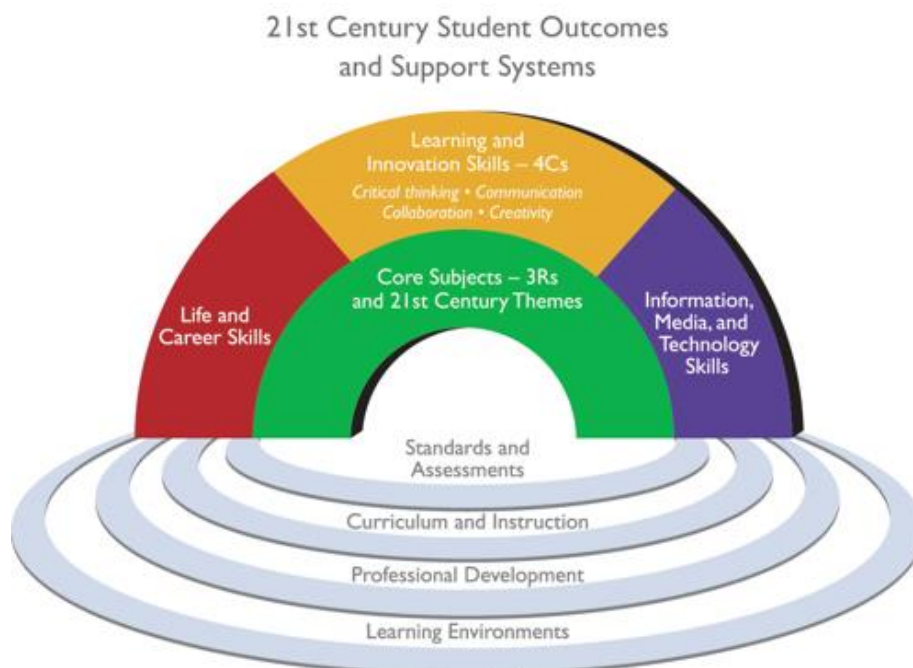 21st Century Student Outcomes
and Support Systems
Learning and
Innovation Skills – 4Cs
Critical thinking • Communication
Collaboration • Creativity
Core Subjects – 3Rs
and 21st Century Themes
Life and
Career Skills
Information,
Media, and
Technology
Skills
Standards and
Assessments
Curriculum and Instruction
Professional Development
Learning Environments